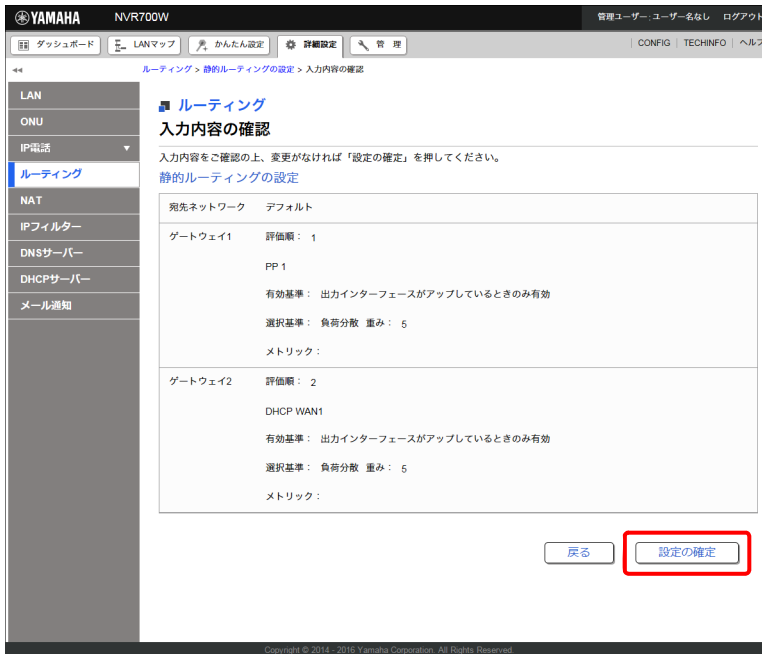 YAMAHA NVR700W 管理ユーザー: ユーザー名なし ログアウト
ダッシュボード LANマップ かんたん設定 詳細設定 管 理 CONFIG TECHINFO ヘルプ
◂◂ ルーティング > 静的ルーティングの設定 > 入力内容の確認
LAN
ONU
IP電話 ▼
ルーティング
NAT
IPフィルター
DNSサーバー
DHCPサーバー
メール通知
ルーティング
入力内容の確認
入力内容をご確認の上、変更がなければ「設定の確定」を押してください。
静的ルーティングの設定
宛先ネットワーク デフォルト
ゲートウェイ1 評価順： 1
PP 1
有効基準： 出力インターフェースがアップしているときのみ有効
選択基準： 負荷分散 重み： 5
メトリック：
ゲートウェイ2 評価順： 2
DHCP WAN1
有効基準： 出力インターフェースがアップしているときのみ有効
選択基準： 負荷分散 重み： 5
メトリック：
戻る 設定の確定
Copyright © 2014 - 2016 Yamaha Corporation. All Rights Reserved.